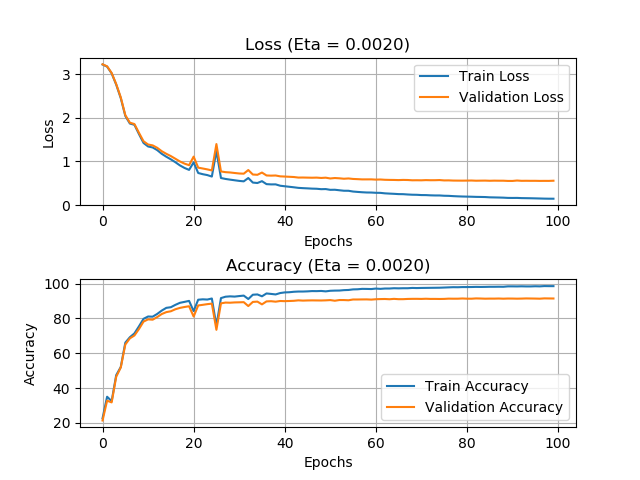 Loss (Eta = 0.0020)
3
2
1
0
Loss
Train Loss
Validation Loss
0 20 40 60 80 100
Epochs
Accuracy (Eta = 0.0020)
100
80
60
40
20
Accuracy
Train Accuracy
Validation Accuracy
0 20 40 60 80 100
Epochs